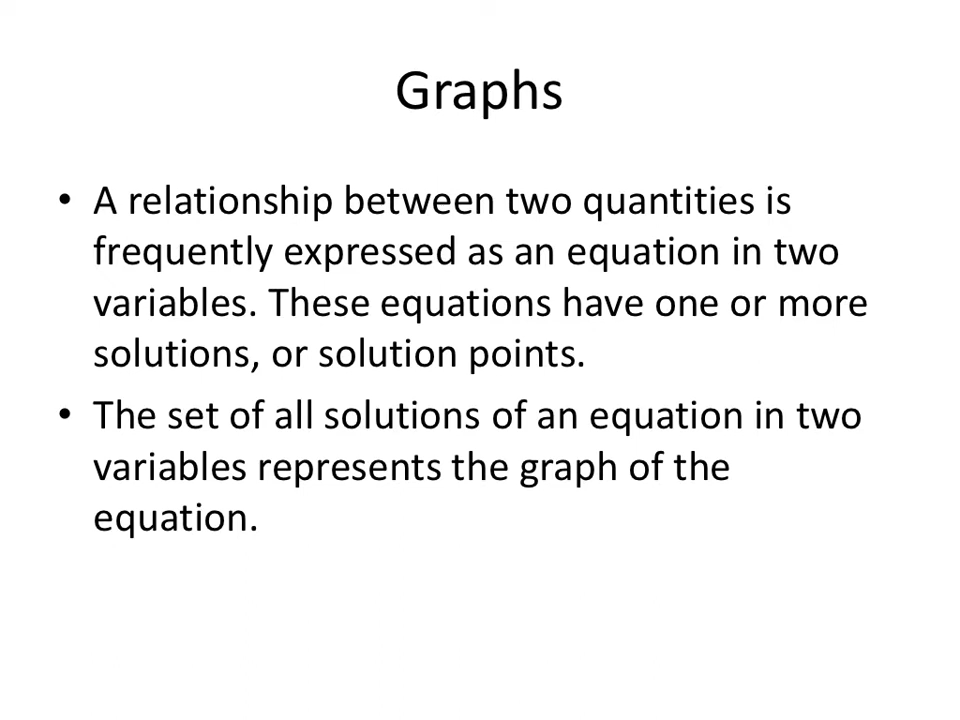 Graphs
• A relationship between two quantities is
frequently expressed as an equation in two
variables. These equations have one or more
solutions, or solution points.
• The set of all solutions of an equation in two
variables represents the graph of the
equation.